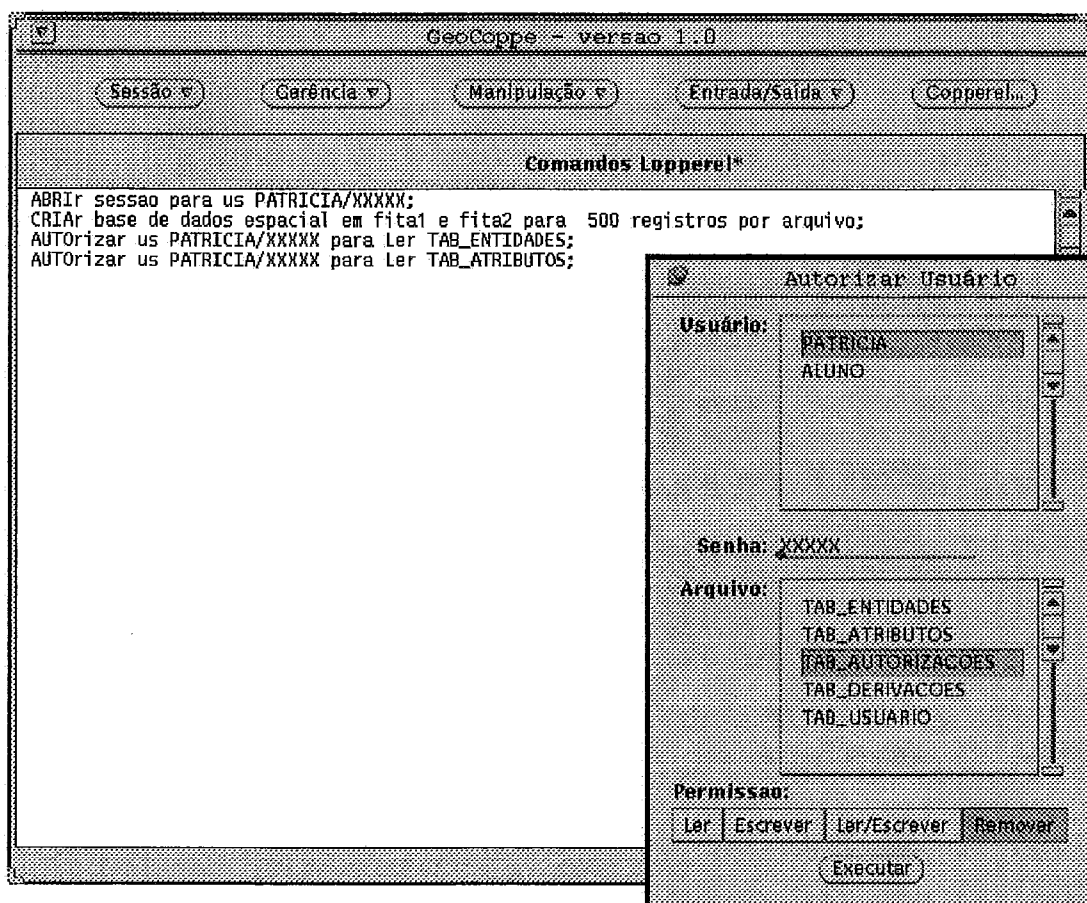 GeoCoppe - versao 1.0
Sessão Gerência Manipulação Entrada/Saída Copperel...
Comandos Lopperel*
ABRIr sessao para us PATRICIA/XXXXX;
CRIAr base de dados espacial em fita1 e fita2 para 500 registros por arquivo;
AUTOrizar us PATRICIA/XXXXX para Ler TAB_ENTIDADES;
AUTOrizar us PATRICIA/XXXXX para Ler TAB_ATRIBUTOS;
Autorizar Usuário
Usuário:
PATRICIA
ALUNO
Senha: XXXXX
Arquivo:
TAB_ENTIDADES
TAB_ATRIBUTOS
TAB_AUTORIZACOES
TAB_DERIVACOES
TAB_USUARIO
Permissao:
Ler Escrever Ler/Escrever Remover
Executar